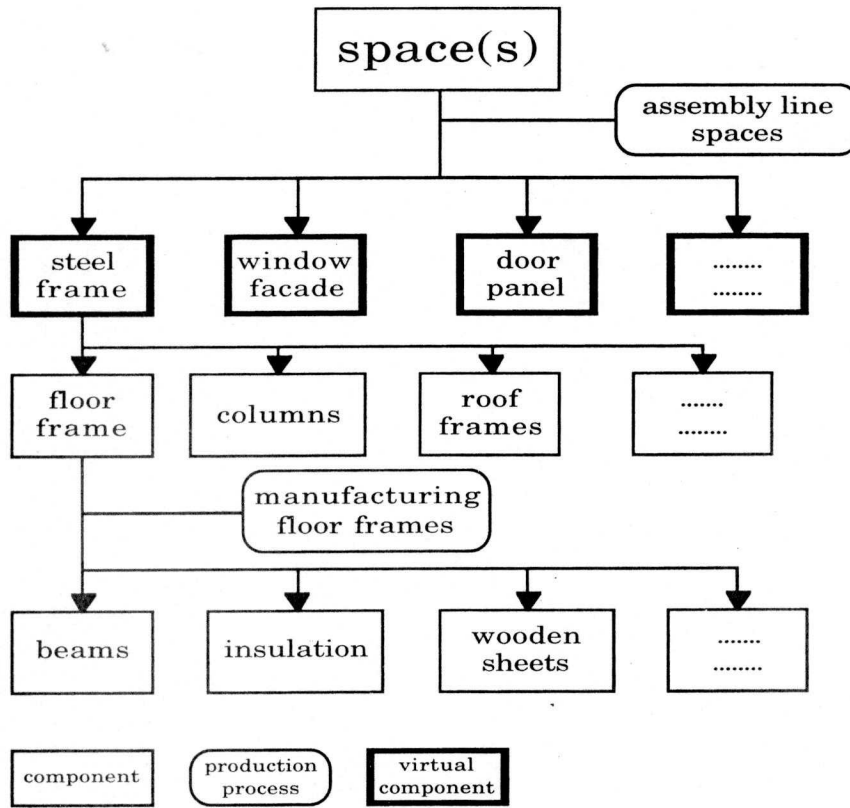 space(s)
assembly line
spaces
steel
frame
window
facade
door
panel
........
........
floor
frame
columns
roof
frames
.......
........
manufacturing
floor frames
beams
insulation
wooden
sheets
.......
........
component
production
process
virtual
component